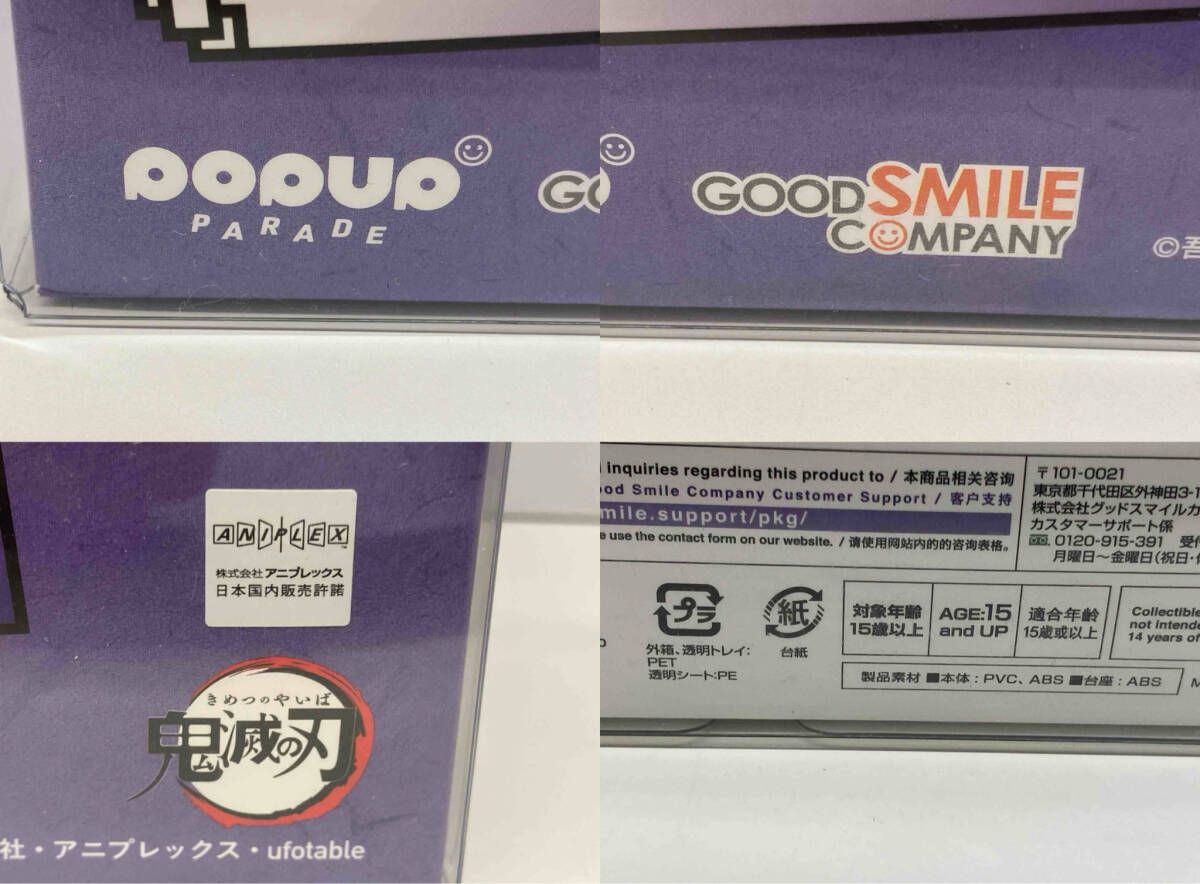 POPUP
PARADE
GO
GOOD SMILE
COMPANY
©吾
ANIPLEX
株式会社 アニプレックス
日本国内販売許諾
きめつのやいば
鬼滅の刃
社・アニプレックス・ufotable
inquiries regarding this product to / 本商品相关咨询
ood Smile Company Customer Support / 客户支持
mile.support/pkg/
use the contact form on our website. / 请使用网站内的的咨询表格。
〒101-0021
東京都千代田区外神田3-1
株式会社グッドスマイルカ
カスタマーサポート係
0120-915-391 受付
月曜日～金曜日(祝日・
プラ
外箱、透明トレイ:
PET
透明シート:PE
紙
台紙
対象年齢
15歳以上
AGE:15
and UP
适合年龄
15岁或以上
Collectible
not intende
14 years of
製品素材 ■本体：PVC、ABS ■台座：ABS
M